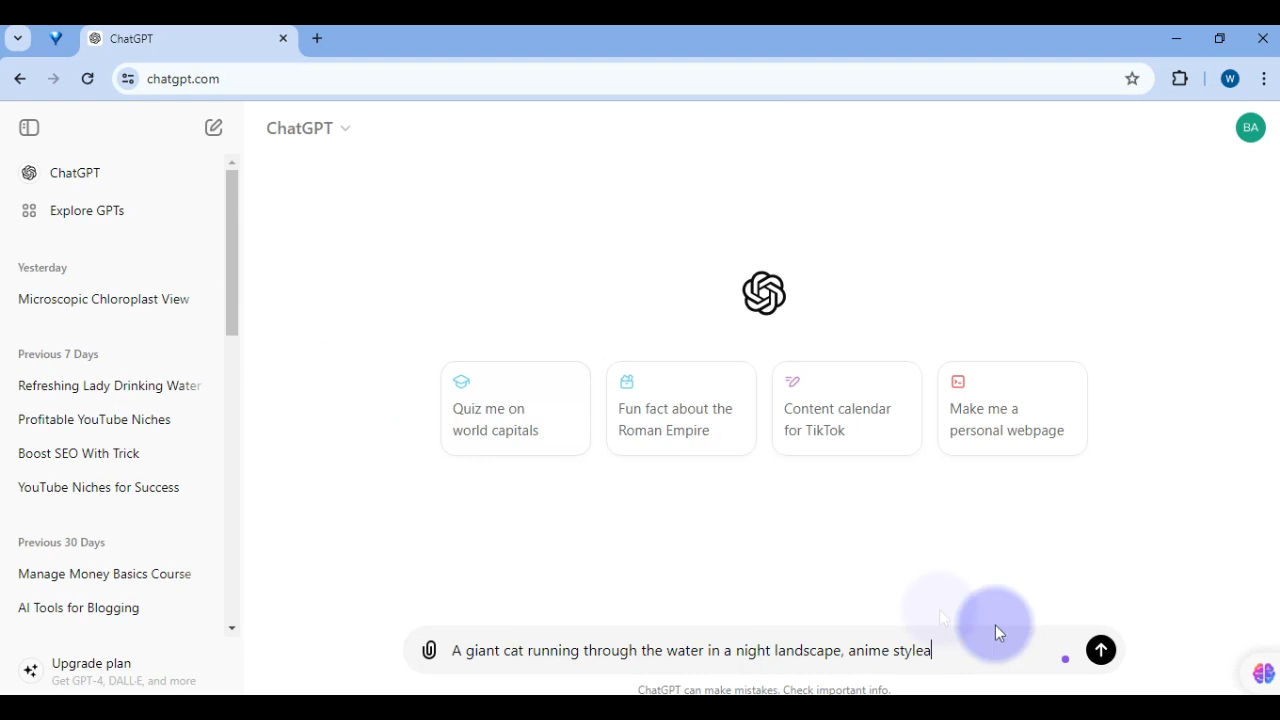 ChatGPT
chatgpt.com
W
ChatGPT
BA
ChatGPT
Explore GPTs
Yesterday
Microscopic Chloroplast View
Previous 7 Days
Refreshing Lady Drinking Water
Profitable YouTube Niches
Boost SEO With Trick
YouTube Niches for Success
Previous 30 Days
Manage Money Basics Course
AI Tools for Blogging
Upgrade plan
Get GPT-4, DALL·E, and more
Quiz me on
world capitals
Fun fact about the
Roman Empire
Content calendar
for TikTok
Make me a
personal webpage
A giant cat running through the water in a night landscape, anime stylea
ChatGPT can make mistakes. Check important info.